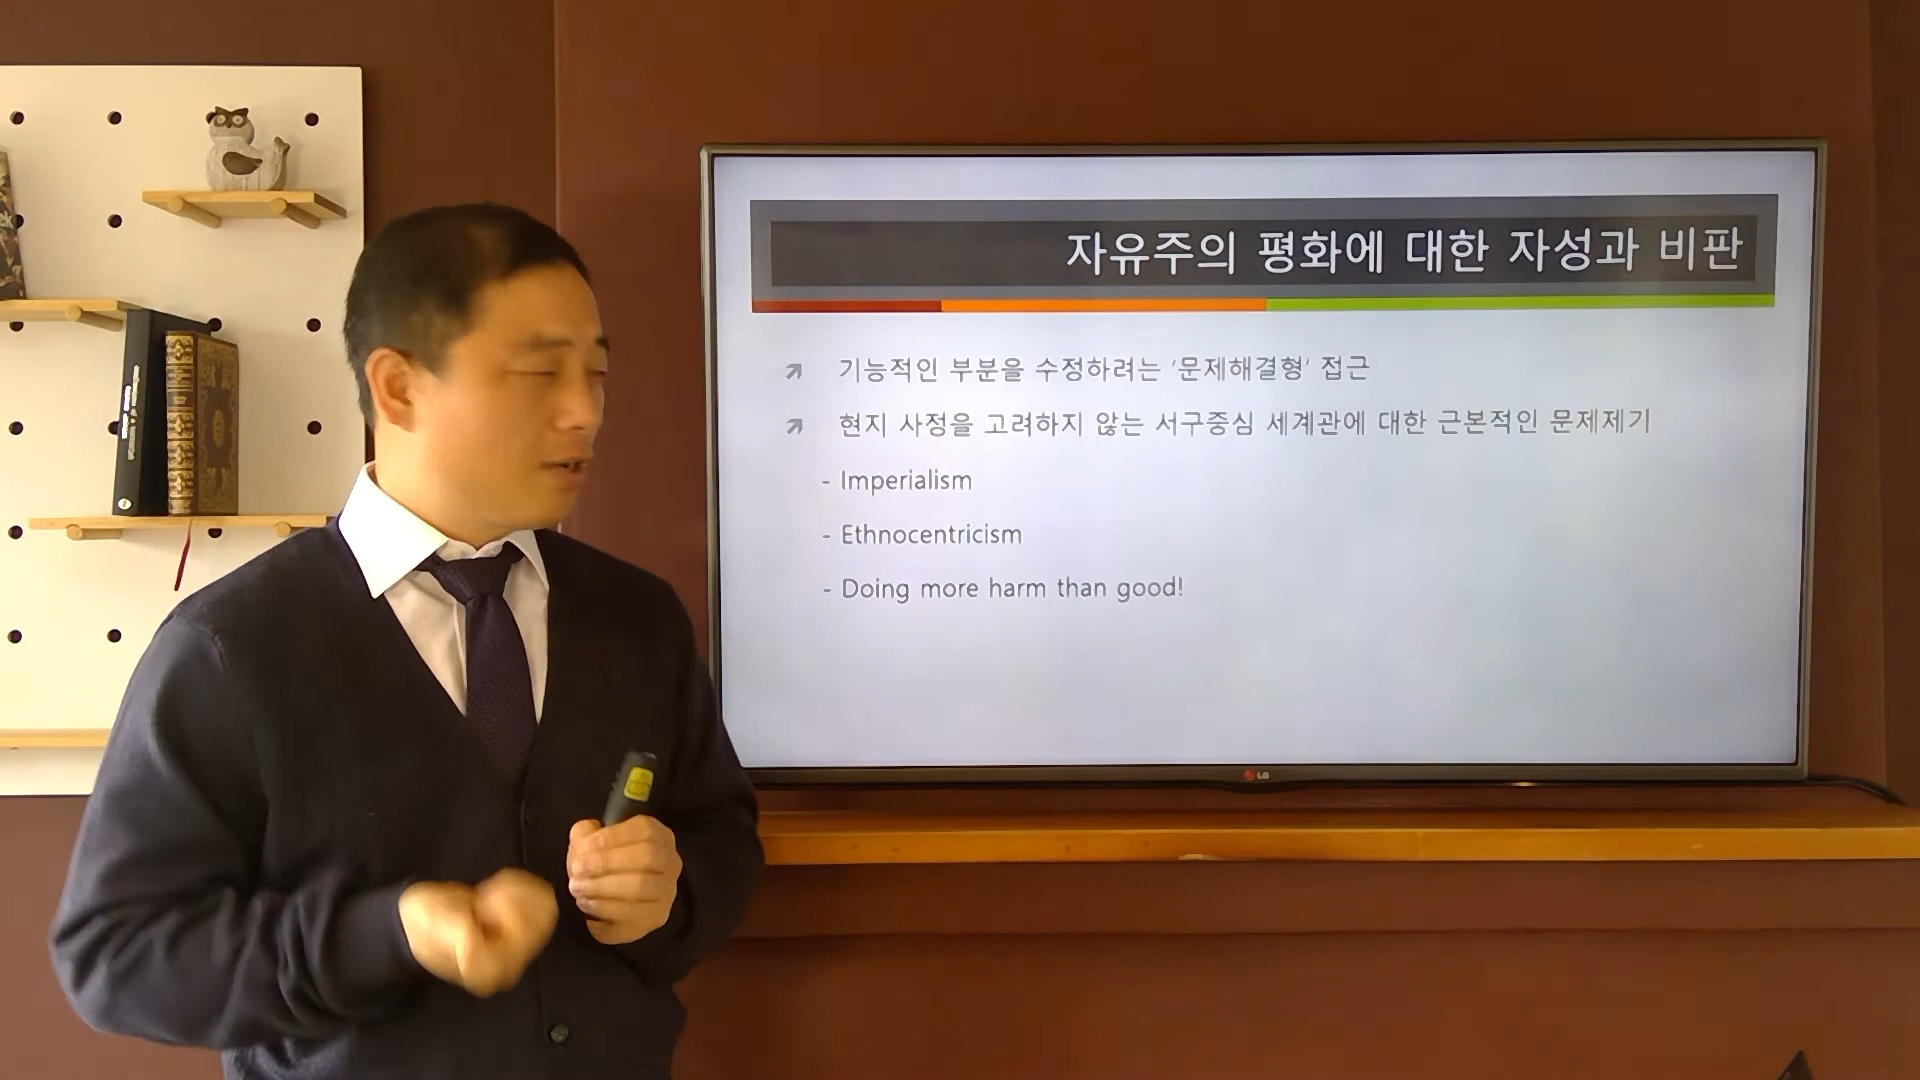 자유주의 평화에 대한 자성과 비판
기능적인 부분을 수정하려는 '문제해결형' 접근
현지 사정을 고려하지 않는 서구중심 세계관에 대한 근본적인 문제제기
- Imperialism
- Ethnocentricism
- Doing more harm than good!
LG